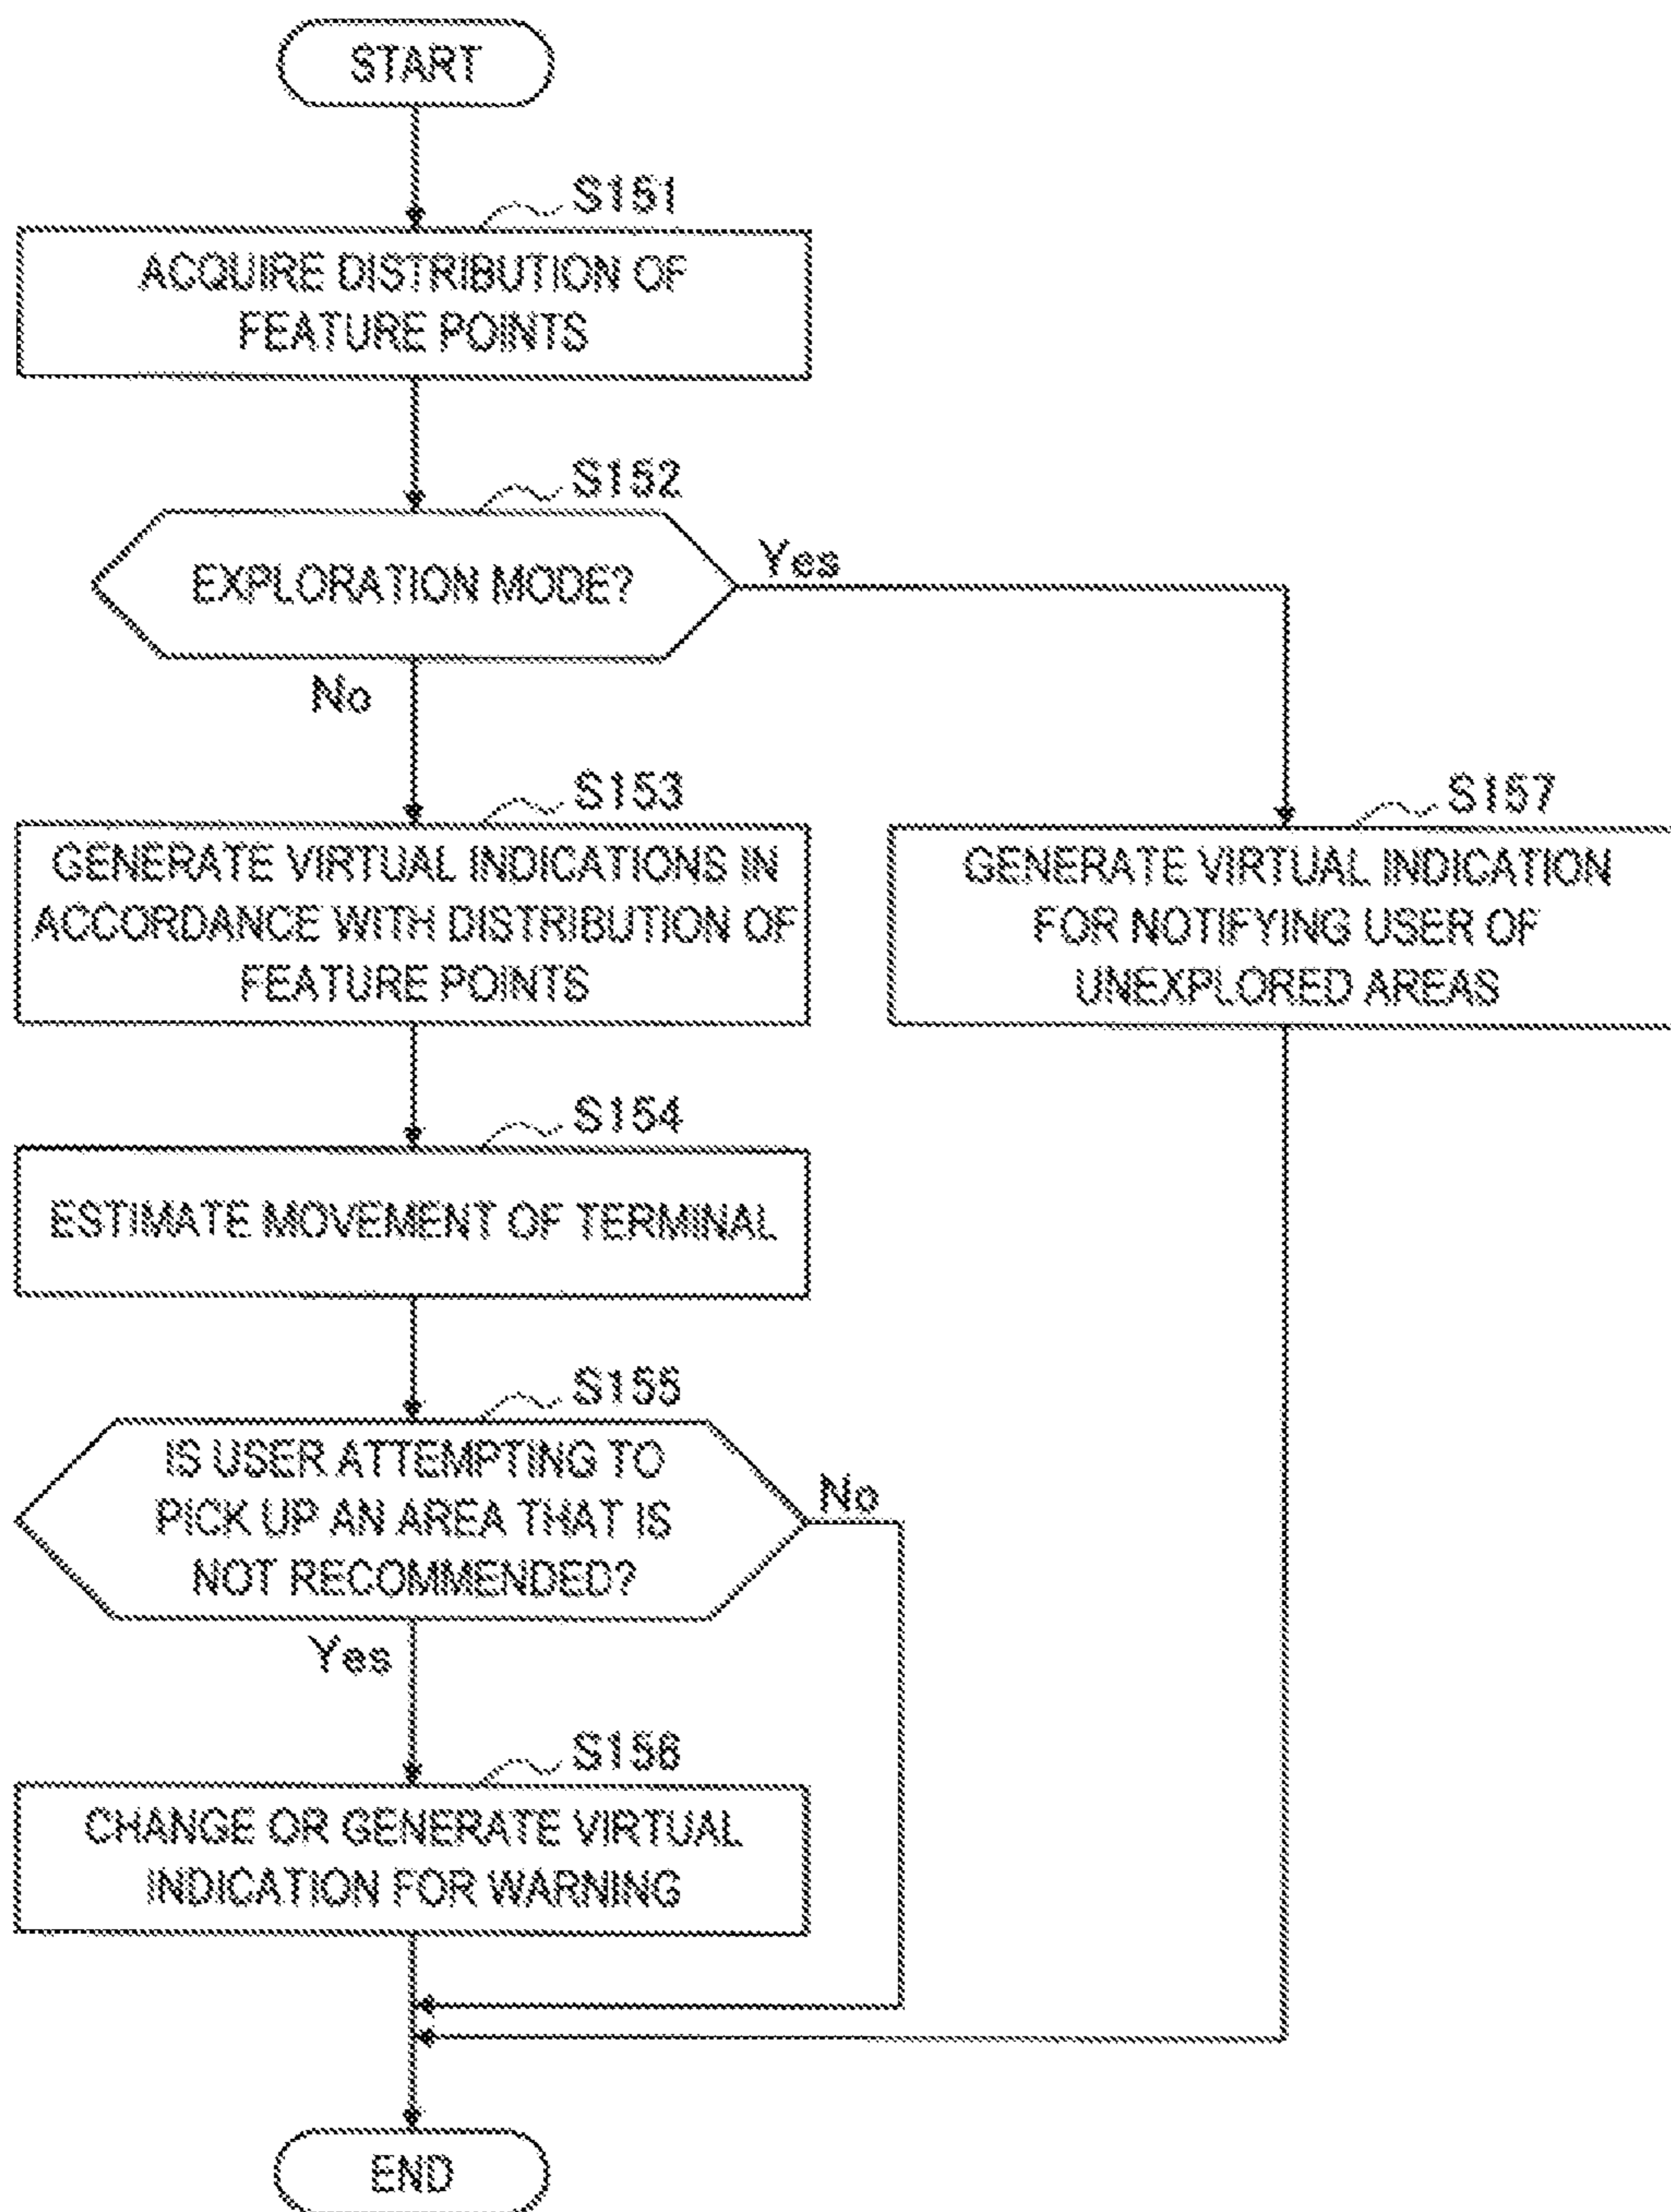 START
S151
ACQUIRE DISTRIBUTION OF
FEATURE POINTS
S152
EXPLORATION MODE?
Yes
No
S153
GENERATE VIRTUAL INDICATIONS IN
ACCORDANCE WITH DISTRIBUTION OF
FEATURE POINTS
S157
GENERATE VIRTUAL INDICATION
FOR NOTIFYING USER OF
UNEXPLORED AREAS
S154
ESTIMATE MOVEMENT OF TERMINAL
S155
IS USER ATTEMPTING TO
PICK UP AN AREA THAT IS
NOT RECOMMENDED?
No
Yes
S156
CHANGE OR GENERATE VIRTUAL
INDICATION FOR WARNING
END